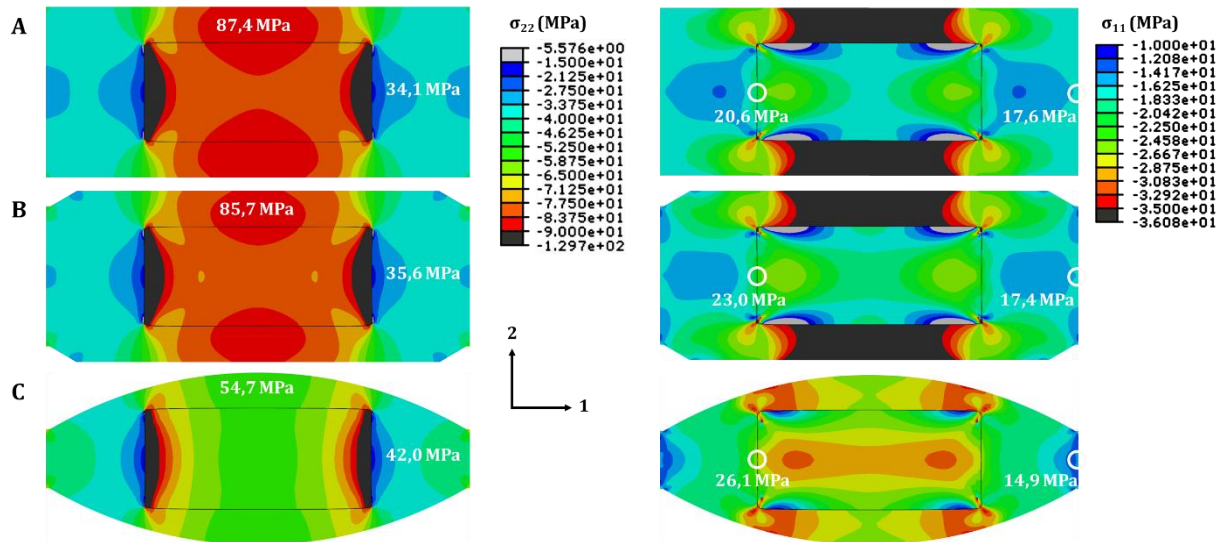 A
87,4 MPa
34,1 MPa
σ22 (MPa)
-5.576e+00
-1.500e+01
-2.125e+01
-2.750e+01
-3.375e+01
-4.000e+01
-4.625e+01
-5.250e+01
-5.875e+01
-6.500e+01
-7.125e+01
-7.750e+01
-8.375e+01
-9.000e+01
-1.297e+02
20,6 MPa
17,6 MPa
σ11 (MPa)
-1.000e+01
-1.208e+01
-1.417e+01
-1.625e+01
-1.833e+01
-2.042e+01
-2.250e+01
-2.458e+01
-2.667e+01
-2.875e+01
-3.083e+01
-3.292e+01
-3.500e+01
-3.608e+01
B
85,7 MPa
35,6 MPa
23,0 MPa
17,4 MPa
2
1
C
54,7 MPa
42,0 MPa
26,1 MPa
14,9 MPa